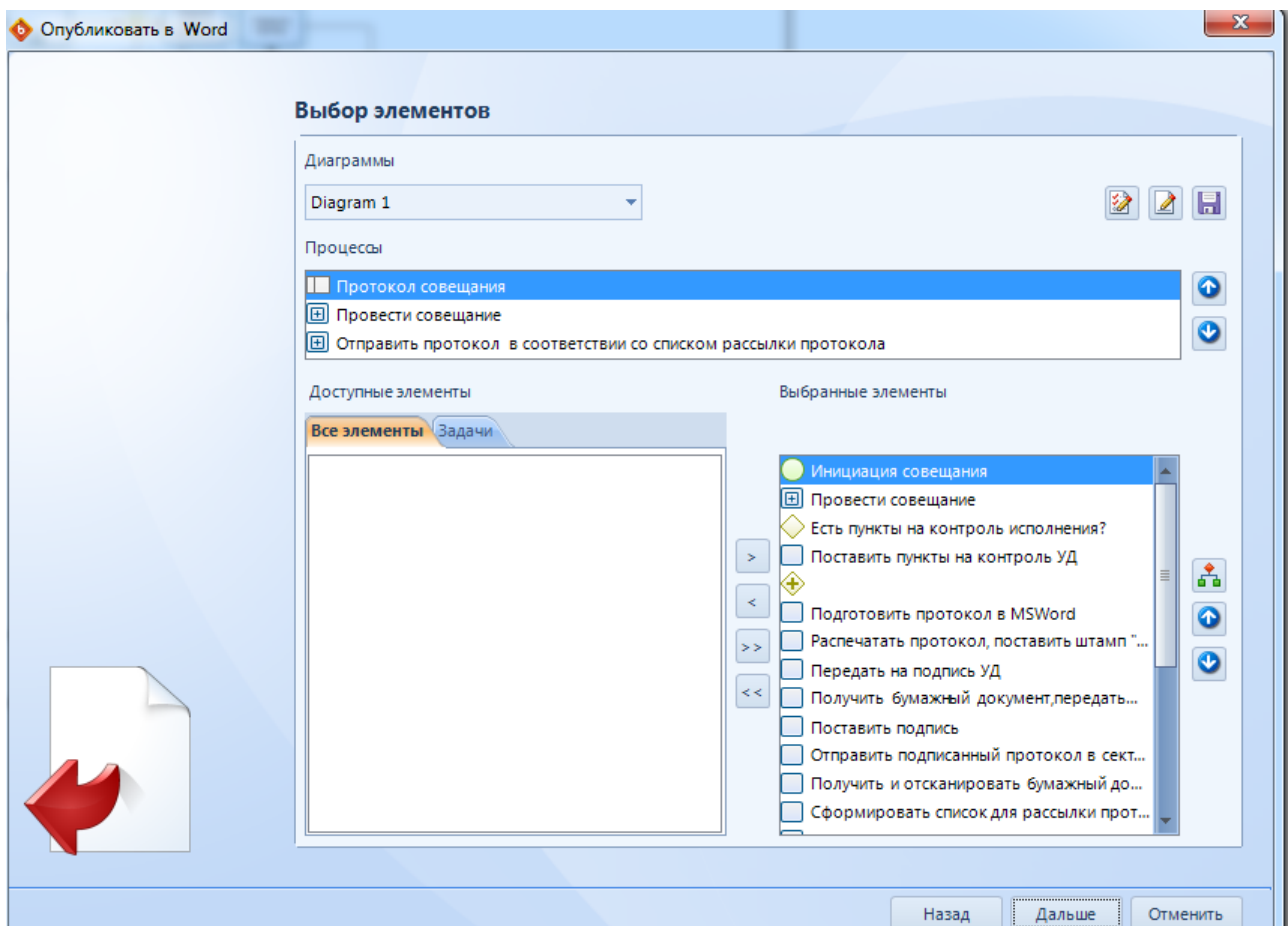 Опубликовать в Word
Выбор элементов
Диаграммы
Diagram 1
Процессы
Протокол совещания
Провести совещание
Отправить протокол в соответствии со списком рассылки протокола
Доступные элементы
Выбранные элементы
Все элементы Задачи
Инициация совещания
Провести совещание
Есть пункты на контроль исполнения?
Поставить пункты на контроль УД
Подготовить протокол в MSWord
Распечатать протокол, поставить штамп "...
Передать на подпись УД
Получить бумажный документ,передать...
Поставить подпись
Отправить подписанный протокол в сект...
Получить и отсканировать бумажный до...
Сформировать список для рассылки прот...
>
<
>>
<<
Назад Дальше Отменить